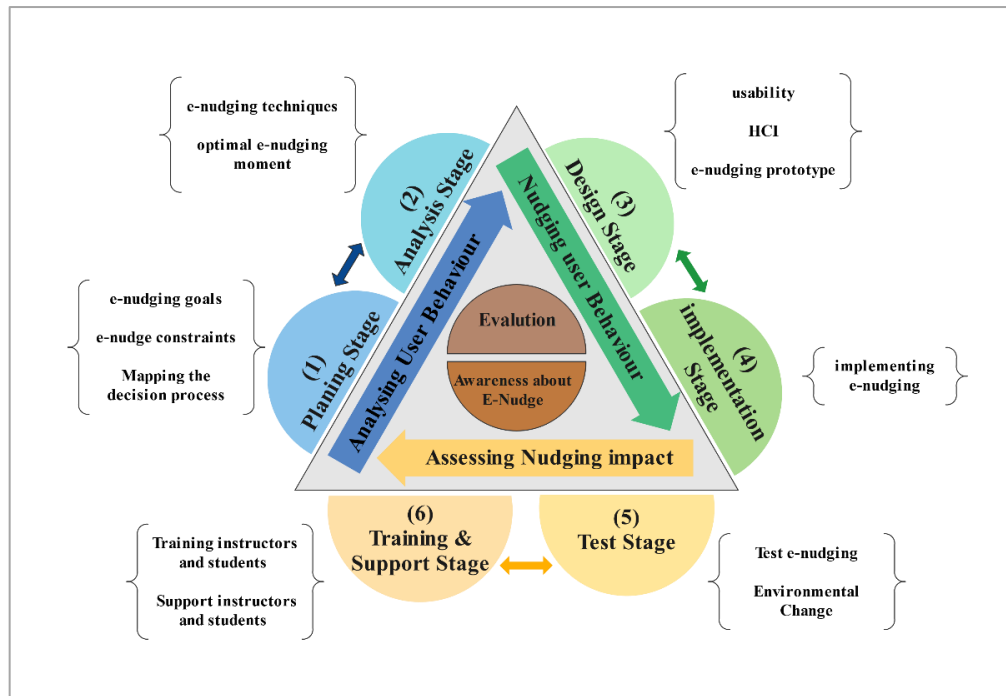 e-nudging techniques
optimal e-nudging
moment
usability
HCI
e-nudging prototype
(2)
Analysis Stage
(3)
Design Stage
e-nudging goals
e-nudge constraints
Mapping the
decision process
(1)
Planing Stage
Analysing User Behaviour
Nudging user Behaviour
Evalution
Awareness about
E-Nudge
(4)
implementation
Stage
implementing
e-nudging
Assessing Nudging impact
(6)
Training &
Support Stage
(5)
Test Stage
Training instructors
and students
Support instructors
and students
Test e-nudging
Environmental
Change